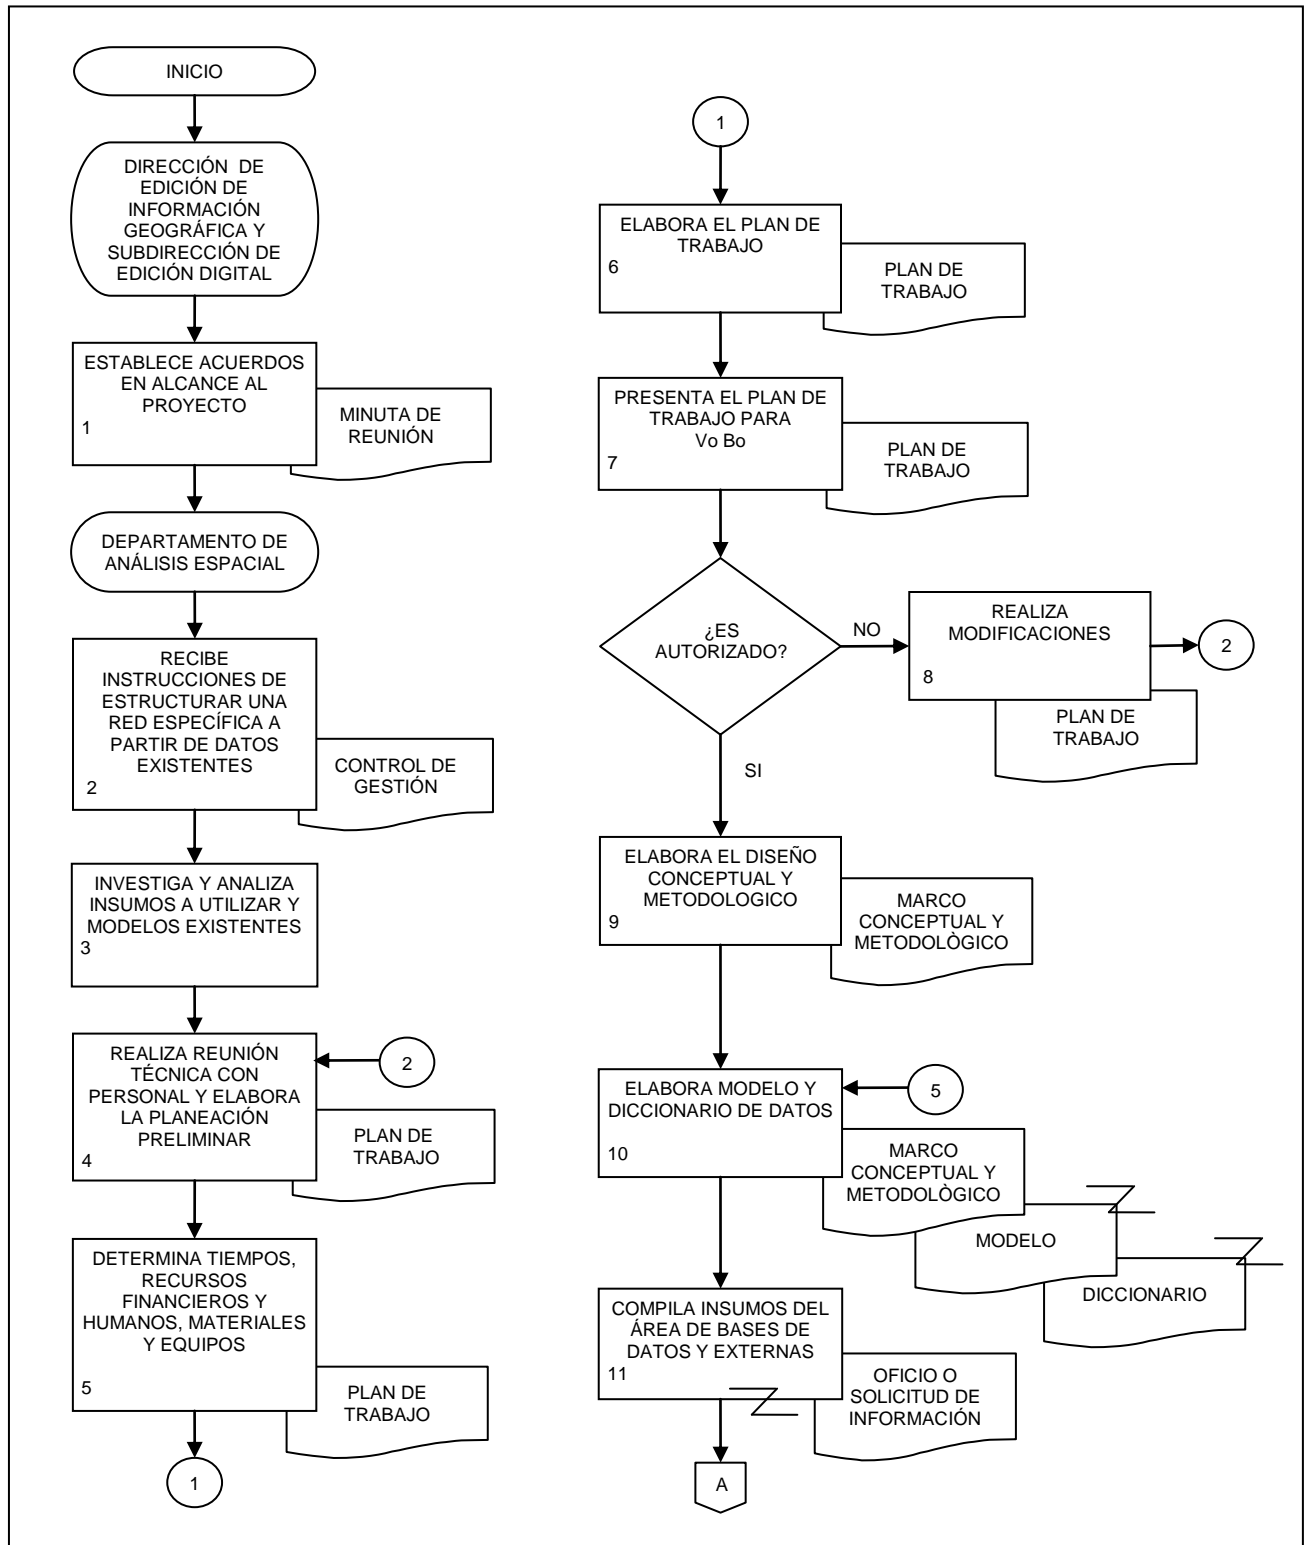 INICIO
DIRECCIÓN DE
EDICIÓN DE
INFORMACIÓN
GEOGRÁFICA Y
SUBDIRECCIÓN DE
EDICIÓN DIGITAL
ESTABLECE ACUERDOS
EN ALCANCE AL
PROYECTO
1
MINUTA DE
REUNIÓN
DEPARTAMENTO DE
ANÁLISIS ESPACIAL
RECIBE
INSTRUCCIONES DE
ESTRUCTURAR UNA
RED ESPECÍFICA A
PARTIR DE DATOS
EXISTENTES
2
CONTROL DE
GESTIÓN
INVESTIGA Y ANALIZA
INSUMOS A UTILIZAR Y
MODELOS EXISTENTES
3
REALIZA REUNIÓN
TÉCNICA CON
PERSONAL Y ELABORA
LA PLANEACIÓN
PRELIMINAR
4
2
PLAN DE
TRABAJO
DETERMINA TIEMPOS,
RECURSOS
FINANCIEROS Y
HUMANOS, MATERIALES
Y EQUIPOS
5
PLAN DE
TRABAJO
1
1
ELABORA EL PLAN DE
TRABAJO
6
PLAN DE
TRABAJO
PRESENTA EL PLAN DE
TRABAJO PARA
Vo Bo
7
PLAN DE
TRABAJO
¿ES
AUTORIZADO?
NO
REALIZA
MODIFICACIONES
8
2
PLAN DE
TRABAJO
SI
ELABORA EL DISEÑO
CONCEPTUAL Y
METODOLOGICO
9
MARCO
CONCEPTUAL Y
METODOLÒGICO
ELABORA MODELO Y
DICCIONARIO DE DATOS
10
5
MARCO
CONCEPTUAL Y
METODOLÒGICO
MODELO
DICCIONARIO
COMPILA INSUMOS DEL
ÁREA DE BASES DE
DATOS Y EXTERNAS
11
OFICIO O
SOLICITUD DE
INFORMACIÓN
A